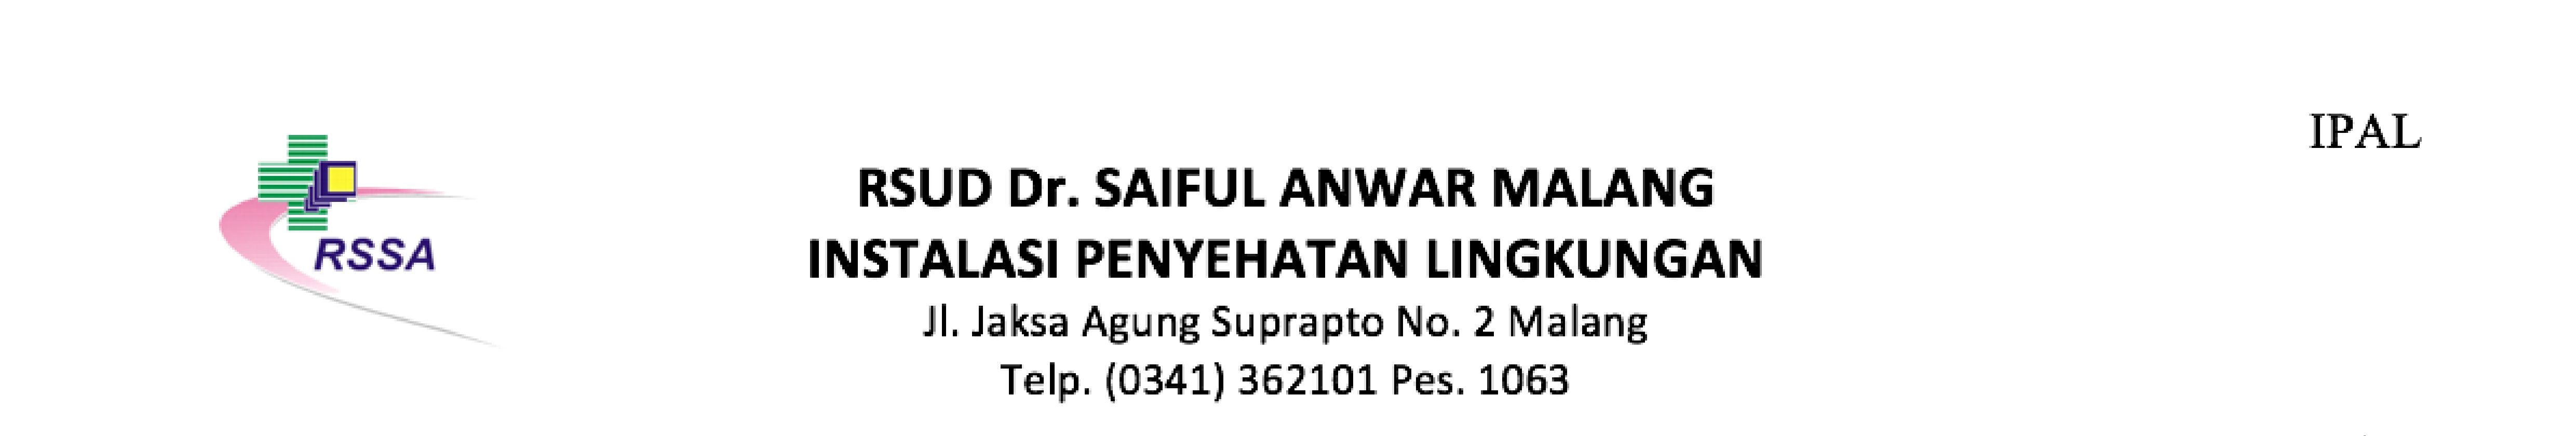 IPAL
RSUD Dr. SAIFUL ANWAR MALANG
INSTALASI PENYEHATAN LINGKUNGAN
Jl. Jaksa Agung Suprapto No. 2 Malang
Telp. (0341) 362101 Pes. 1063
RSSA